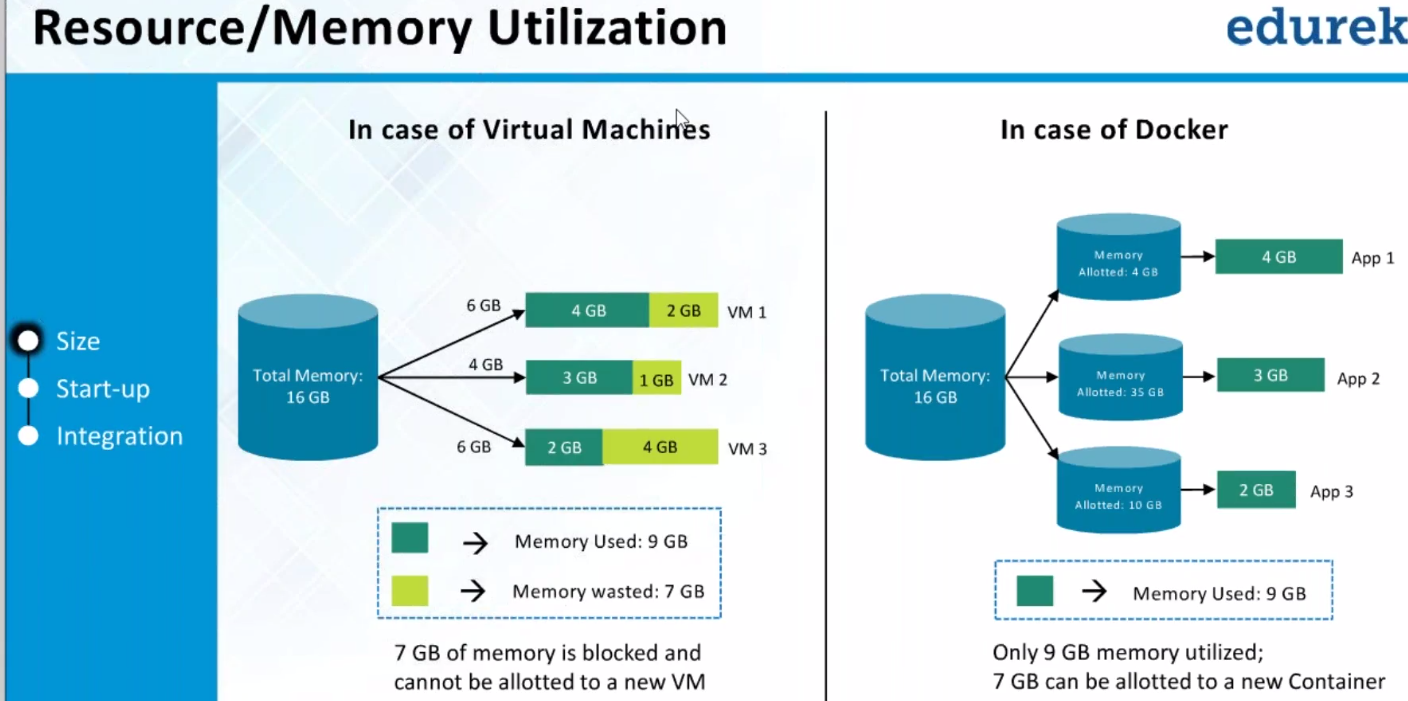 Resource/Memory Utilization
edurek
In case of Virtual Machines
In case of Docker
Size
Start-up
Integration
Total Memory:
16 GB
6 GB
4 GB
2 GB
VM 1
4 GB
3 GB
1 GB
VM 2
6 GB
2 GB
4 GB
VM 3
Memory Used: 9 GB
Memory wasted: 7 GB
7 GB of memory is blocked and
cannot be allotted to a new VM
Total Memory:
16 GB
Memory
Allotted: 4 GB
4 GB
App 1
Memory
Allotted: 35 GB
3 GB
App 2
Memory
Allotted: 10 GB
2 GB
App 3
Memory Used: 9 GB
Only 9 GB memory utilized;
7 GB can be allotted to a new Container